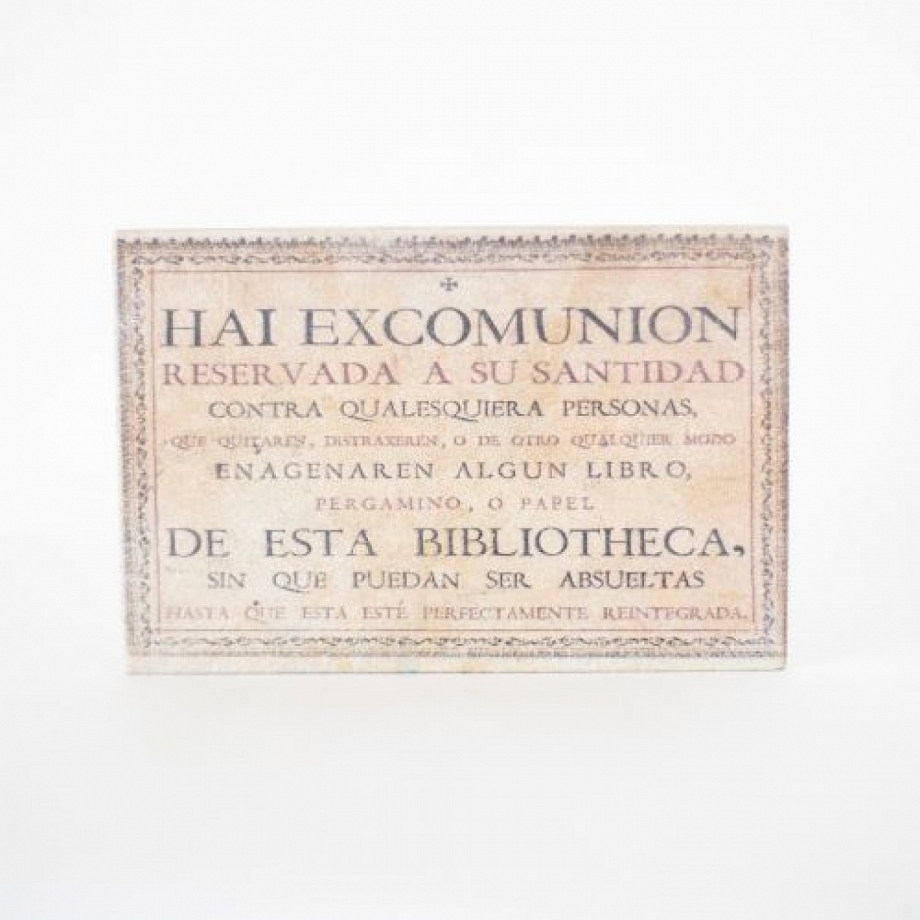 ✠
HAI EXCOMUNION
RESERVADA A SU SANTIDAD
CONTRA QUALESQUIERA PERSONAS,
QUE QUITAREN, DISTRAXEREN, O DE OTRO QUALQUIER MODO
ENAGENAREN ALGUN LIBRO,
PERGAMINO, O PAPEL
DE ESTA BIBLIOTHECA,
SIN QUE PUEDAN SER ABSUELTAS
HASTA QUE ESTA ESTÉ PERFECTAMENTE REINTEGRADA.